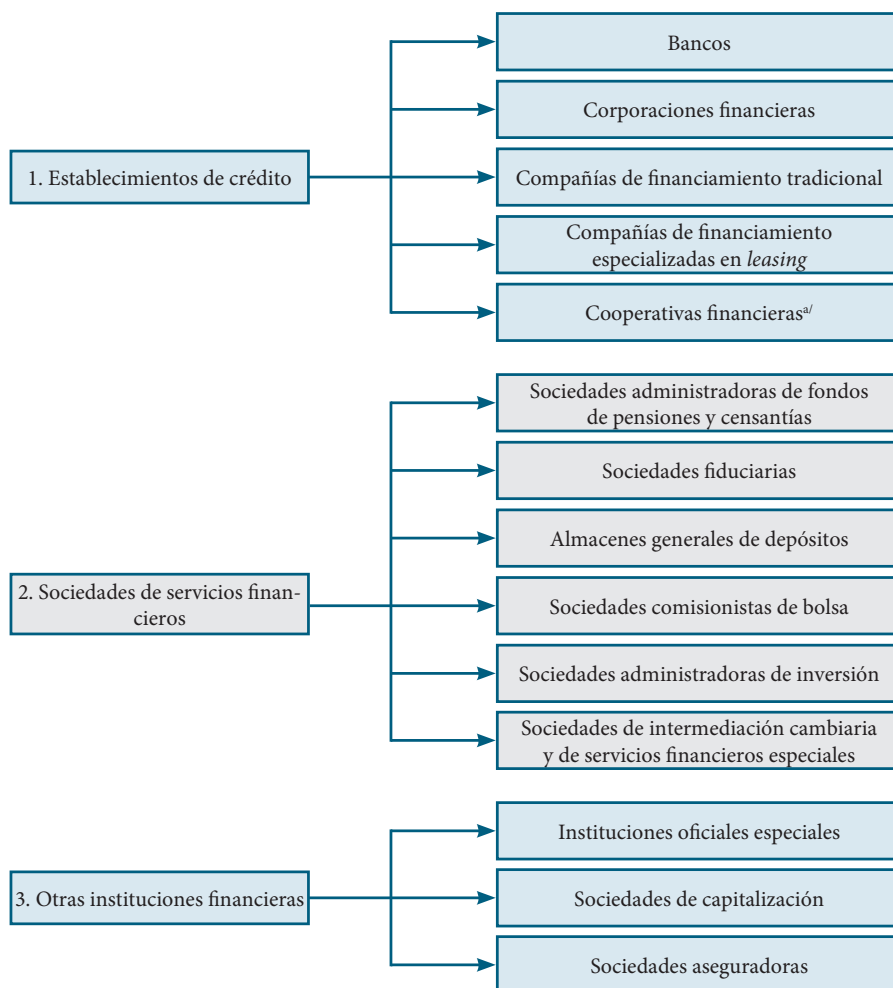 1. Establecimientos de crédito
Bancos
Corporaciones financieras
Compañías de financiamiento tradicional
Compañías de financiamiento
especializadas en leasing
Cooperativas financierasa/
2. Sociedades de servicios finan-
cieros
Sociedades administradoras de fondos
de pensiones y censantías
Sociedades fiduciarias
Almacenes generales de depósitos
Sociedades comisionistas de bolsa
Sociedades administradoras de inversión
Sociedades de intermediación cambiaria
y de servicios financieros especiales
3. Otras instituciones financieras
Instituciones oficiales especiales
Sociedades de capitalización
Sociedades aseguradoras